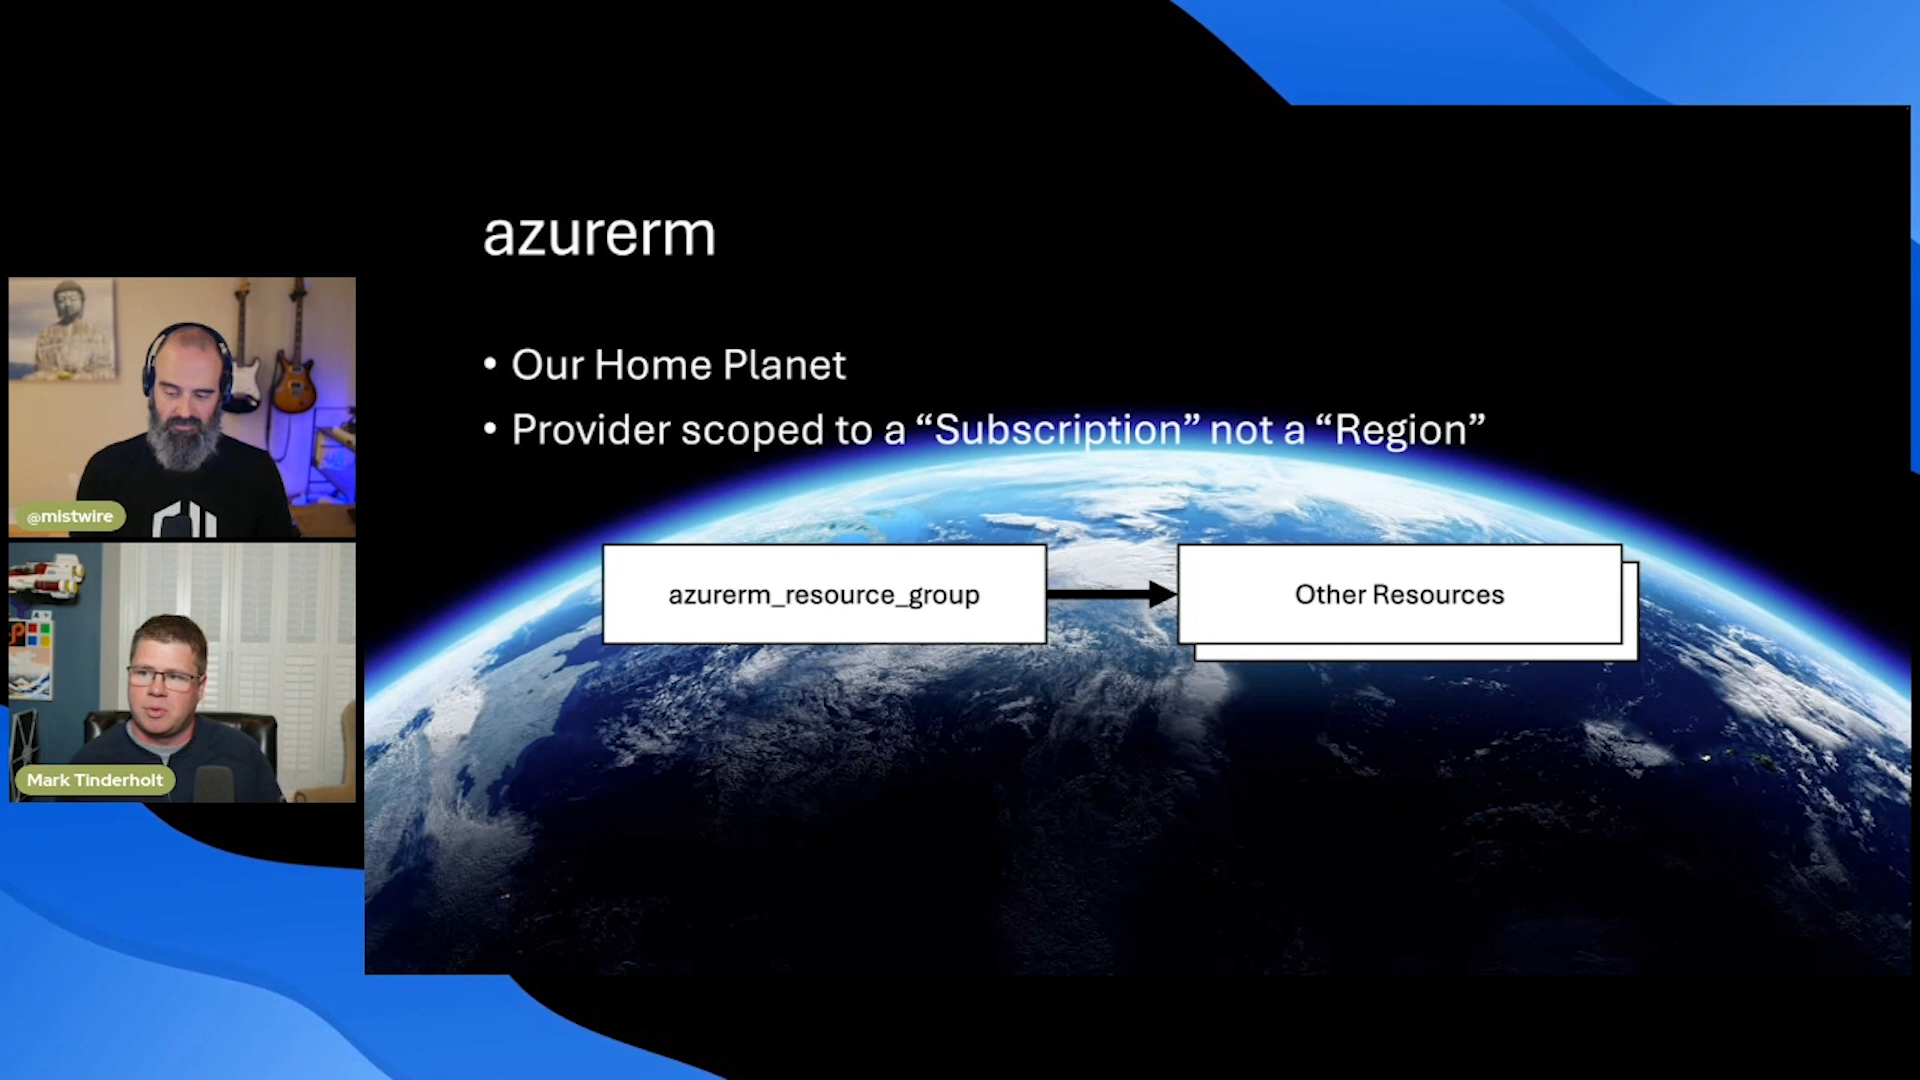 azurerm
• Our Home Planet
• Provider scoped to a “Subscription” not a “Region”
azurerm_resource_group
Other Resources
@mistwire
Mark Tinderholt